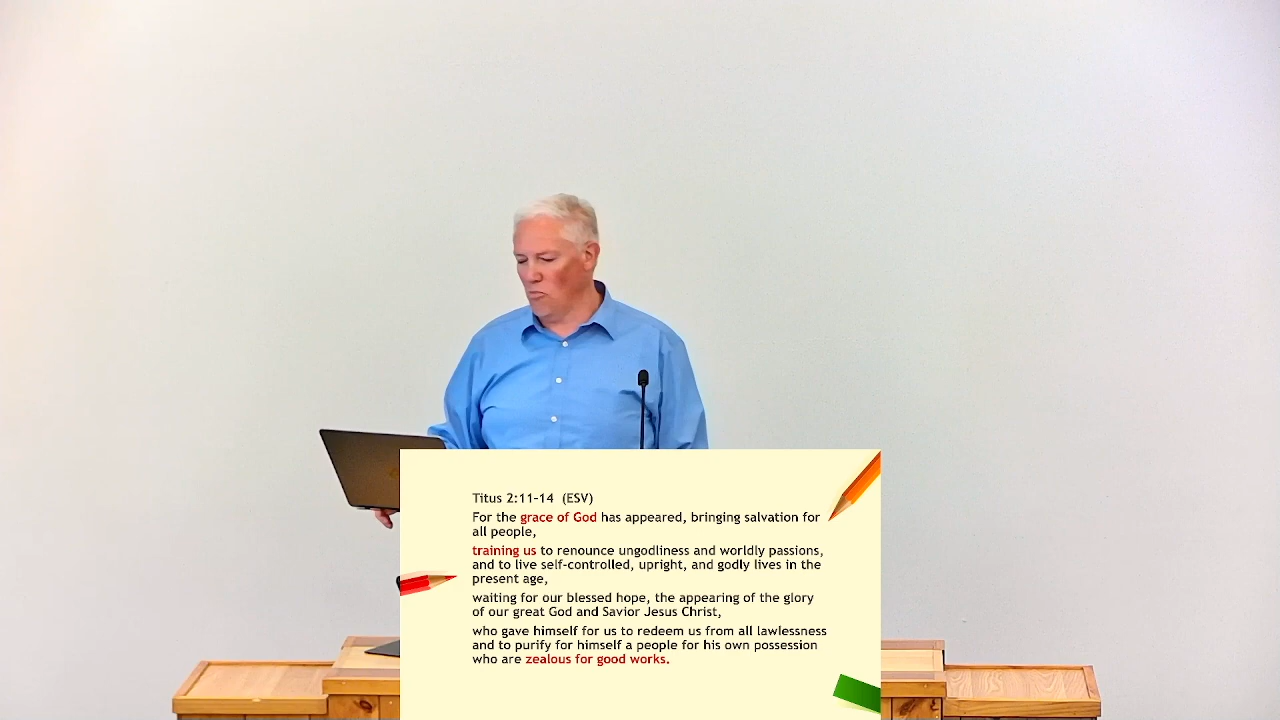 Titus 2:11-14 (ESV)
For the grace of God has appeared, bringing salvation for
all people,
training us to renounce ungodliness and worldly passions,
and to live self-controlled, upright, and godly lives in the
present age,
waiting for our blessed hope, the appearing of the glory
of our great God and Savior Jesus Christ,
who gave himself for us to redeem us from all lawlessness
and to purify for himself a people for his own possession
who are zealous for good works.